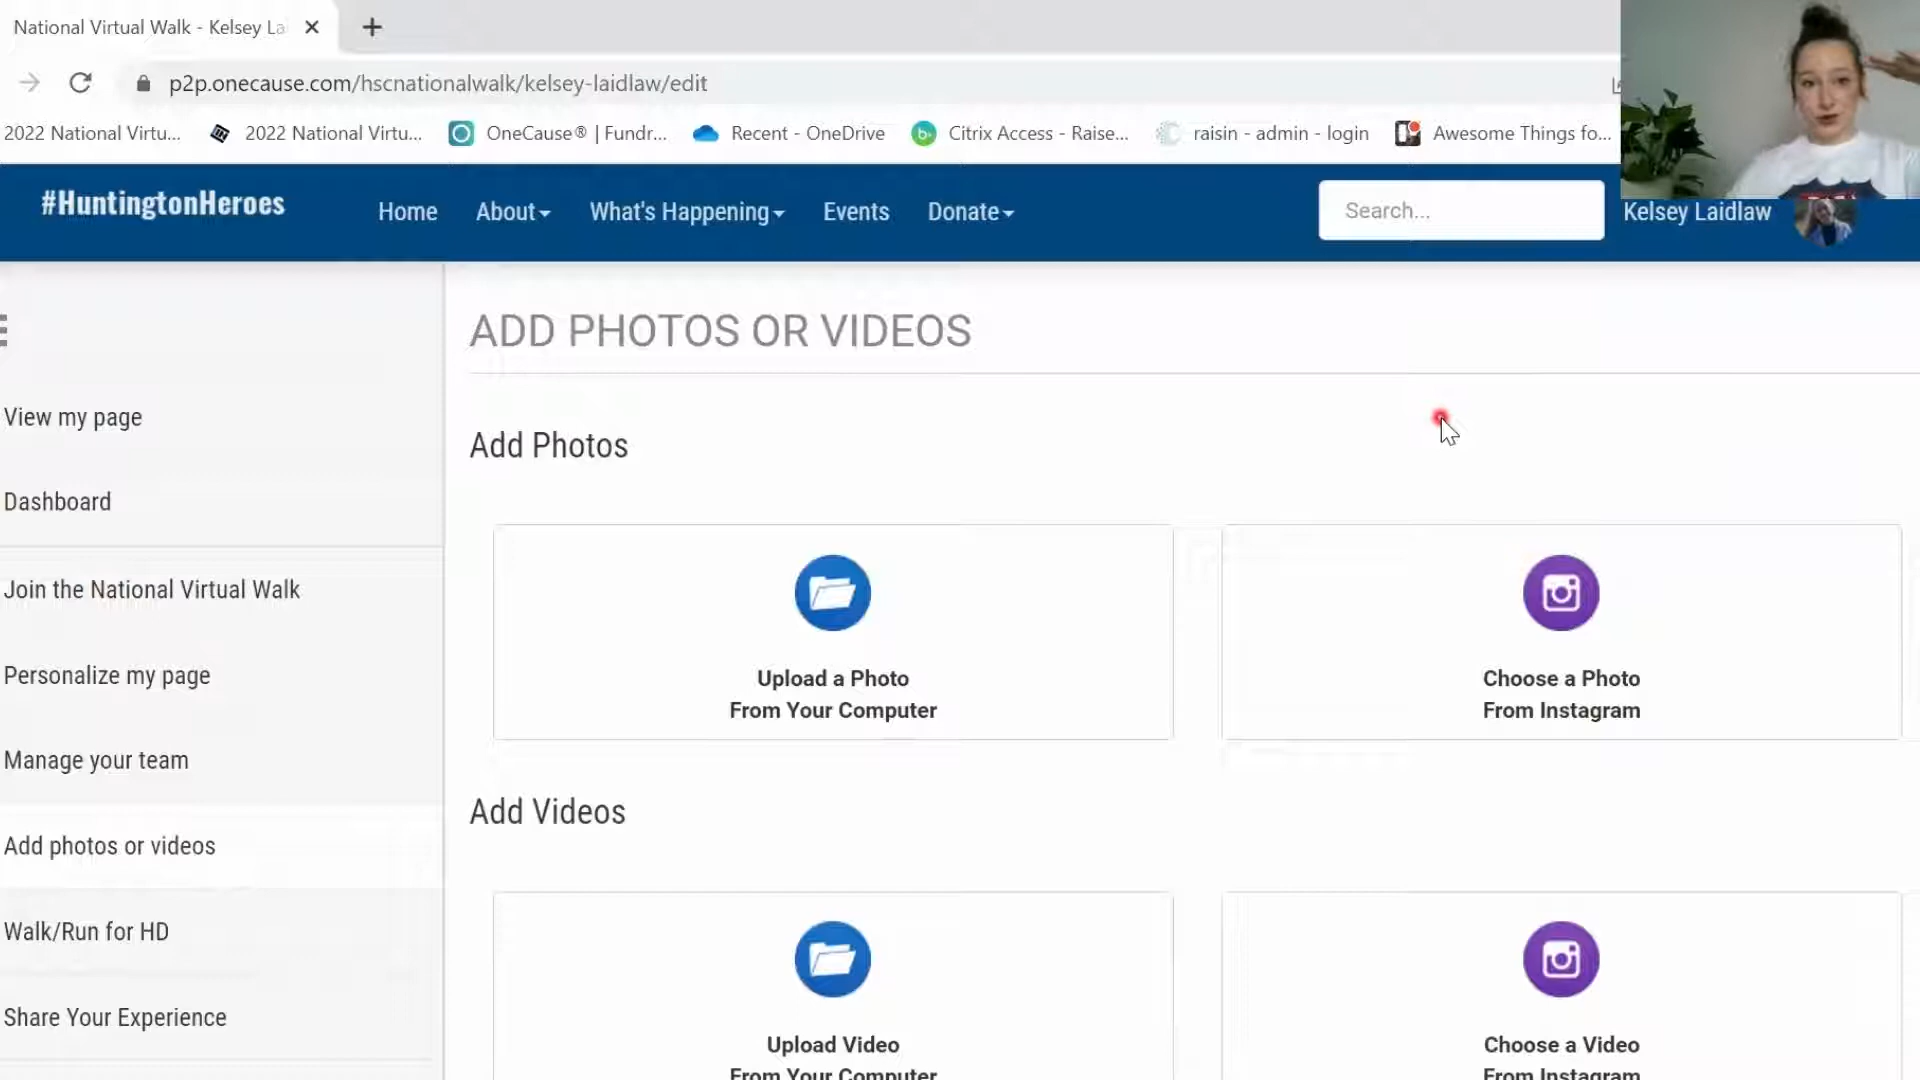 National Virtual Walk - Kelsey La
p2p.onecause.com/hscnationalwalk/kelsey-laidlaw/edit
2022 National Virtu... 2022 National Virtu... OneCause® | Fundr... Recent - OneDrive Citrix Access - Raise... raisin - admin - login Awesome Things fo...
#HuntingtonHeroes Home About What's Happening Events Donate Search... Kelsey Laidlaw
ADD PHOTOS OR VIDEOS
View my page
Add Photos
Dashboard
Join the National Virtual Walk
Personalize my page
Upload a Photo
From Your Computer
Choose a Photo
From Instagram
Manage your team
Add Videos
Add photos or videos
Walk/Run for HD
Share Your Experience
Upload Video
From Your Computer
Choose a Video
From Instagram